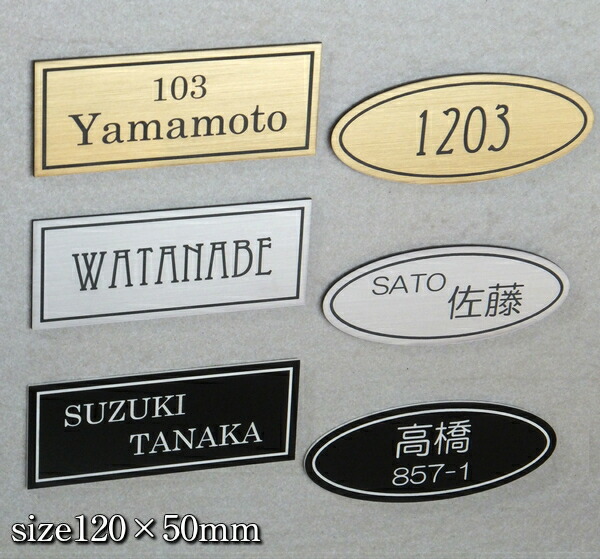 103
Yamamoto
1203
WATANABE
SATO
佐藤
SUZUKI
TANAKA
高橋
857-1
size120×50mm